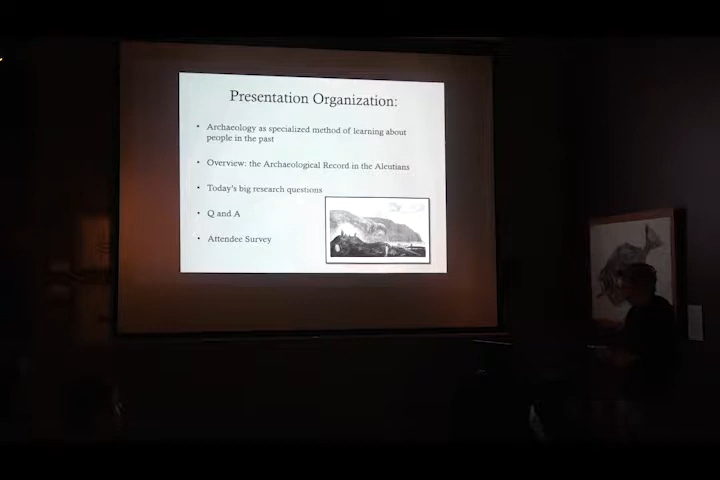 Presentation Organization:
• Archaeology as specialized method of learning about
people in the past
• Overview: the Archaeological Record in the Aleutians
• Today's big research questions
• Q and A
• Attendee Survey